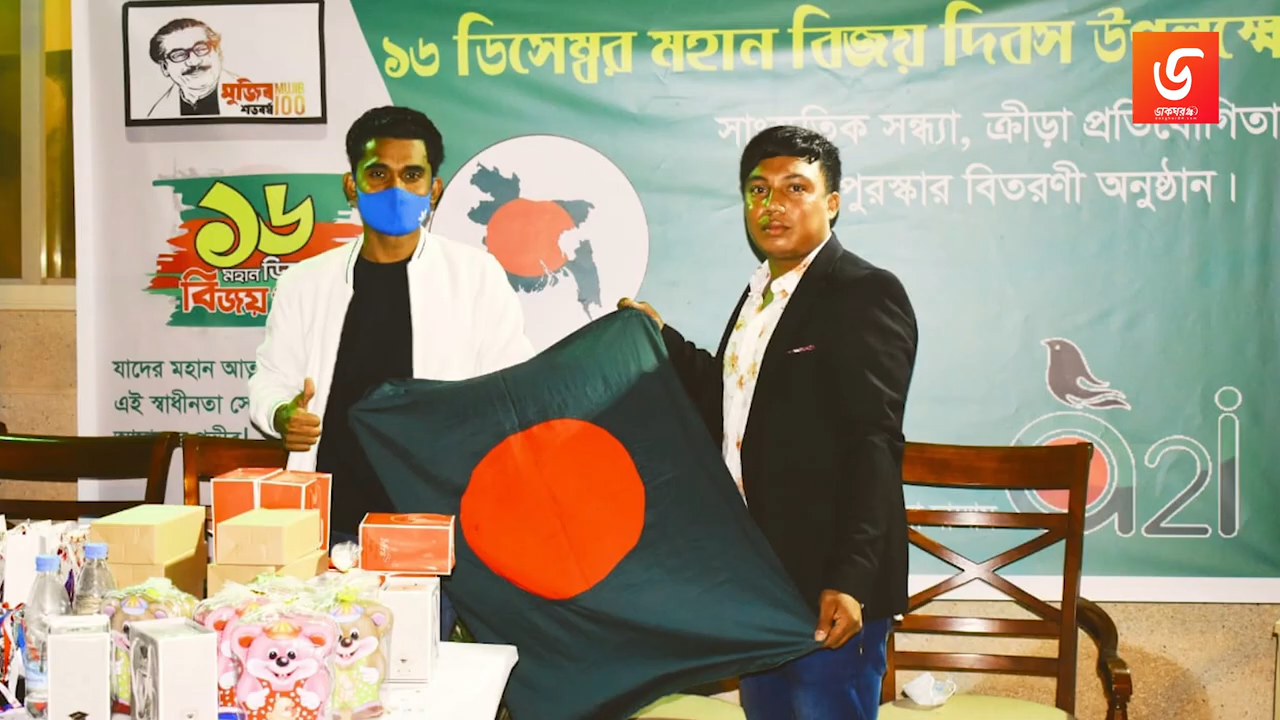 ১৬ ডিসেম্বর মহান বিজয় দিবস উপলক্ষে
সন্ধ্যা, ক্রীড়া প্রতিযোগিতা
পুরস্কার বিতরণী অনুষ্ঠান।
মুজিব MUJIB
শতবর্ষ 100
১৬
মহান
বিজয়
যাদের মহান
এই স্বাধীনতা
a2i
ডাকঘর২৪